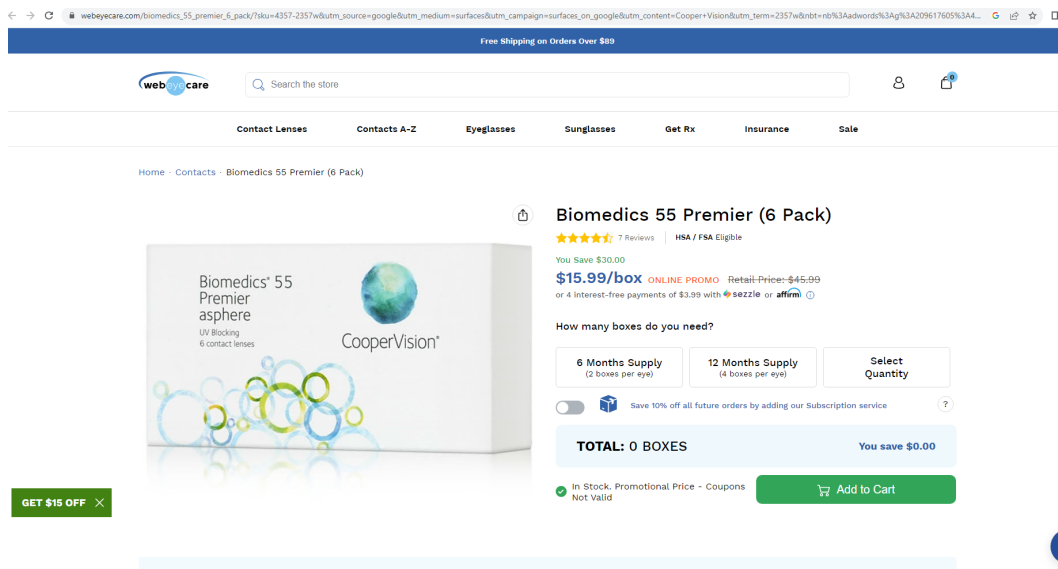 webeyecare.com/biomedics_55_premier_6_pack/?sku=4357-2357w&utm_source=google&utm_medium=surfaces&utm_campaign=surfaces_on_google&utm_content=Cooper+Vision&utm_term=2357w&nbt=nb%3Aadwords%3Ag%3A209617605%3A4...
Free Shipping on Orders Over $89
webeyecare
Search the store
0
Contact Lenses Contacts A-Z Eyeglasses Sunglasses Get Rx Insurance Sale
Home · Contacts · Biomedics 55 Premier (6 Pack)
Biomedics® 55
Premier
asphere
UV Blocking
6 contact lenses
CooperVision®
Biomedics 55 Premier (6 Pack)
7 Reviews HSA / FSA Eligible
You Save $30.00
$15.99/box ONLINE PROMO Retail Price: $45.99
or 4 interest-free payments of $3.99 with sezzle or affirm
How many boxes do you need?
6 Months Supply 12 Months Supply Select
(2 boxes per eye) (4 boxes per eye) Quantity
Save 10% off all future orders by adding our Subscription service ?
TOTAL: 0 BOXES You save $0.00
In Stock. Promotional Price - Coupons
Not Valid
Add to Cart
GET $15 OFF